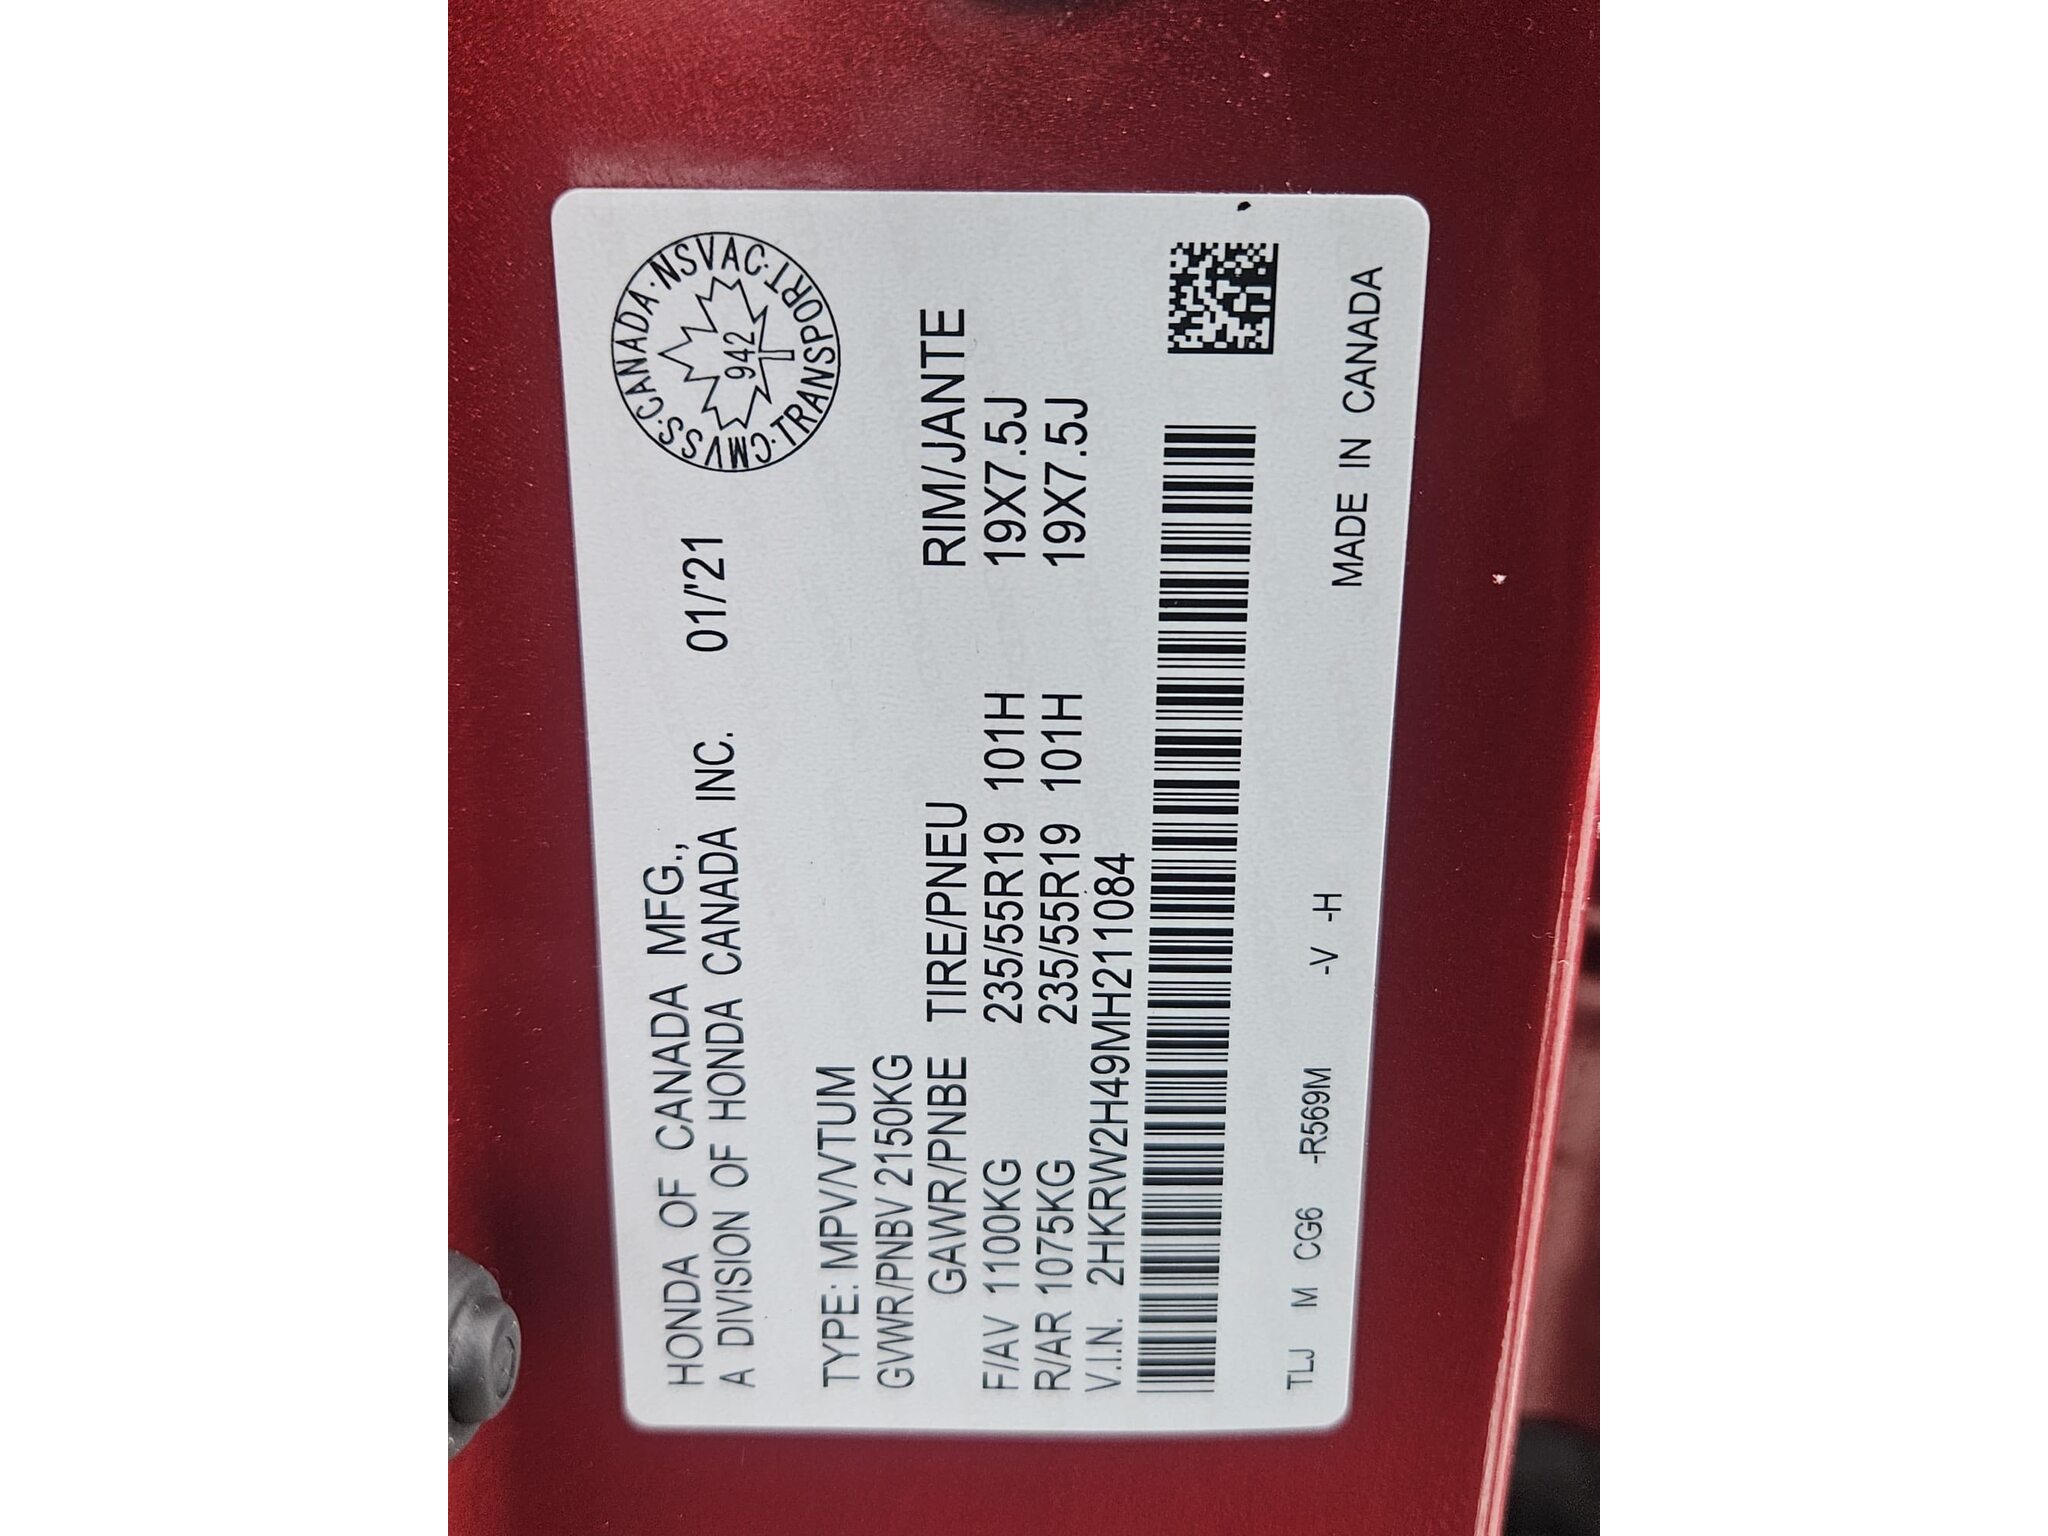 HONDA OF CANADA MFG.,
A DIVISION OF HONDA CANADA INC. 01/'21
CMVSS·CANADA·NSVAC·TRANSPORT
942
TYPE: MPV/VTUM
GVWR/PNBV 2150KG
GAWR/PNBE TIRE/PNEU RIM/JANTE
F/AV 1100KG 235/55R19 101H 19X7.5J
R/AR 1075KG 235/55R19 101H 19X7.5J
V.I.N. 2HKRW2H49MH211084
TLJ M CG6 -R569M -V -H MADE IN CANADA